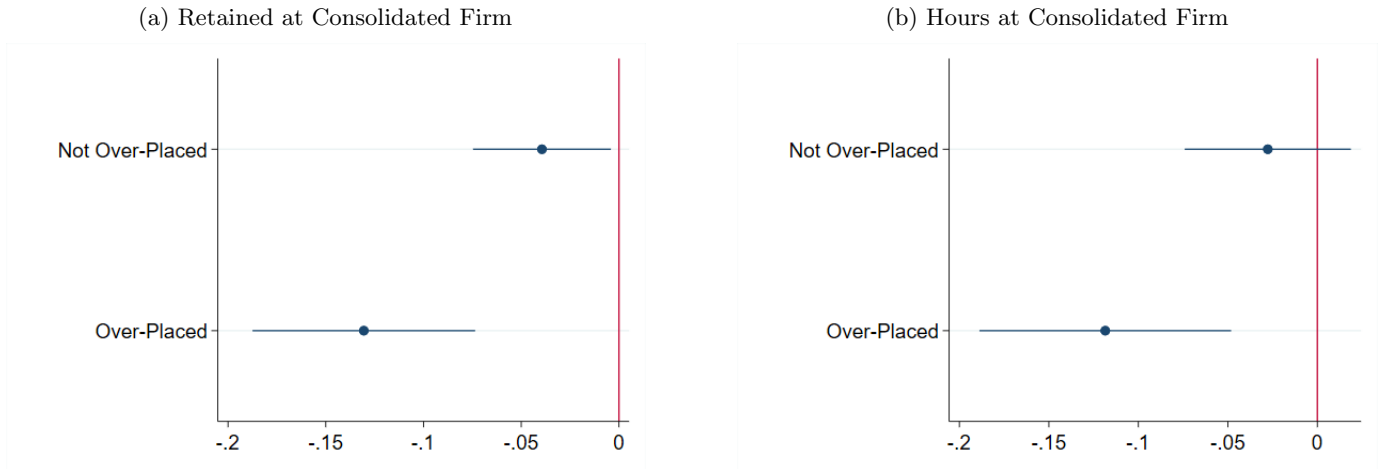 (a) Retained at Consolidated Firm
Not Over-Placed
Over-Placed
-.2 -.15 -.1 -.05 0
(b) Hours at Consolidated Firm
Not Over-Placed
Over-Placed
-.2 -.15 -.1 -.05 0